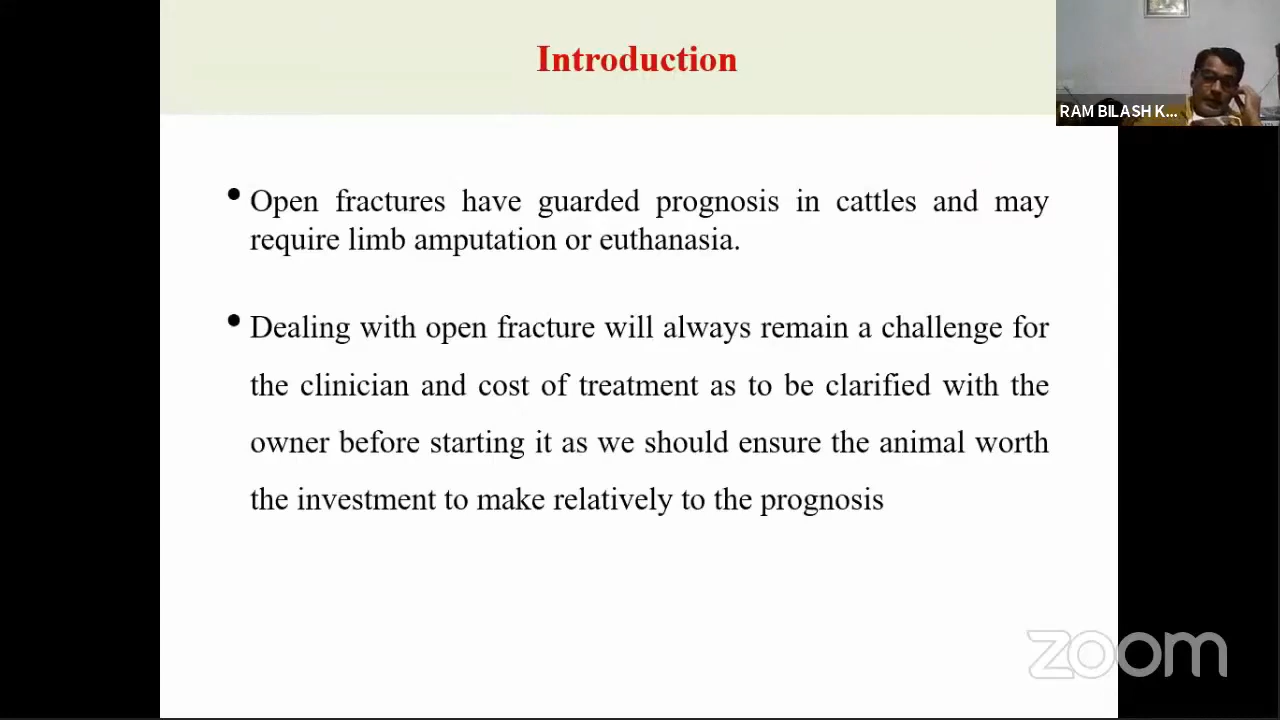 Introduction
RAM BILASH K...
• Open fractures have guarded prognosis in cattles and may
require limb amputation or euthanasia.
• Dealing with open fracture will always remain a challenge for
the clinician and cost of treatment as to be clarified with the
owner before starting it as we should ensure the animal worth
the investment to make relatively to the prognosis
zoom